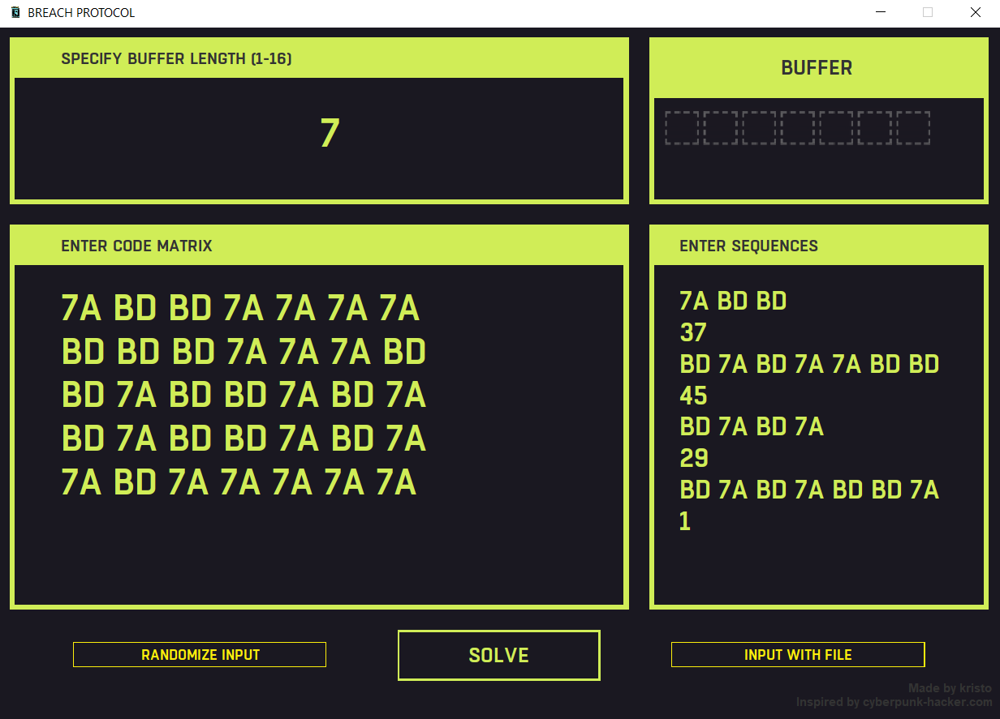 BREACH PROTOCOL
SPECIFY BUFFER LENGTH (1-16)
7
BUFFER
ENTER CODE MATRIX
7A BD BD 7A 7A 7A 7A
BD BD BD 7A 7A 7A BD
BD 7A BD BD 7A BD 7A
BD 7A BD BD 7A BD 7A
7A BD 7A 7A 7A 7A 7A
ENTER SEQUENCES
7A BD BD
37
BD 7A BD 7A 7A BD BD
45
BD 7A BD 7A
29
BD 7A BD 7A BD BD 7A
1
RANDOMIZE INPUT
SOLVE
INPUT WITH FILE
Made by kristo
Inspired by cyberpunk-hacker.com